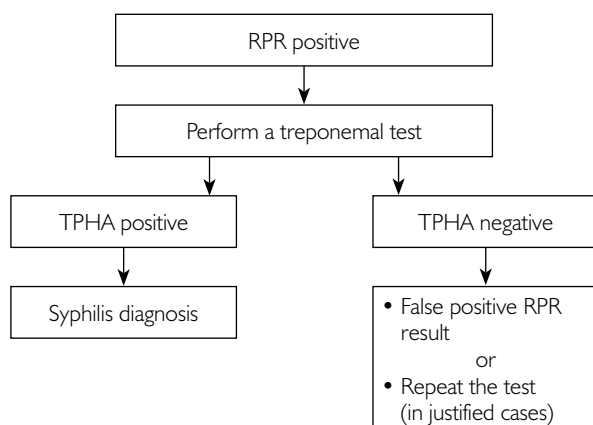 RPR positive
Perform a treponemal test
TPHA positive
TPHA negative
Syphilis diagnosis
• False positive RPR
result
or
• Repeat the test
(in justified cases)